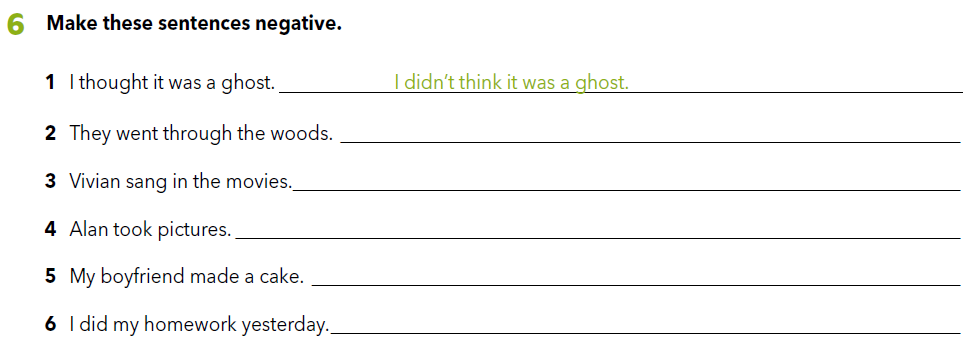 6 Make these sentences negative.
1 I thought it was a ghost. I didn't think it was a ghost.
2 They went through the woods.
3 Vivian sang in the movies.
4 Alan took pictures.
5 My boyfriend made a cake.
6 I did my homework yesterday.